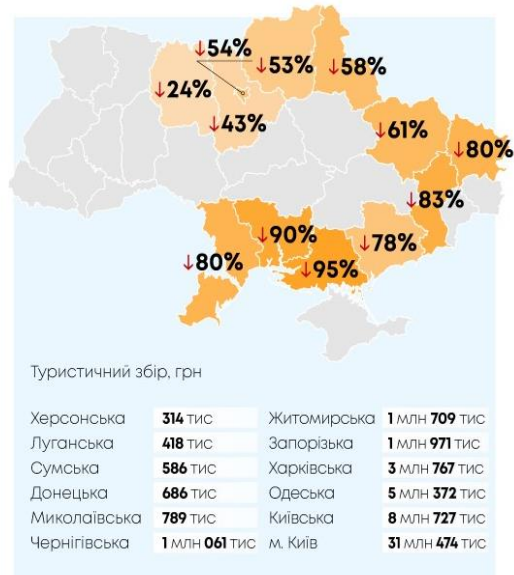 ↓54%
↓53% ↓58%
↓24%
↓43%
↓61%
↓80%
↓83%
↓90%
↓78%
↓80%
↓95%
Туристичний збір, грн
Херсонська 314 тис
Луганська 418 тис
Сумська 586 тис
Донецька 686 тис
Миколаївська 789 тис
Чернігівська 1 млн 061 тис
Житомирська 1 млн 709 тис
Запорізька 1 млн 971 тис
Харківська 3 млн 767 тис
Одеська 5 млн 372 тис
Київська 8 млн 727 тис
м. Київ 31 млн 474 тис